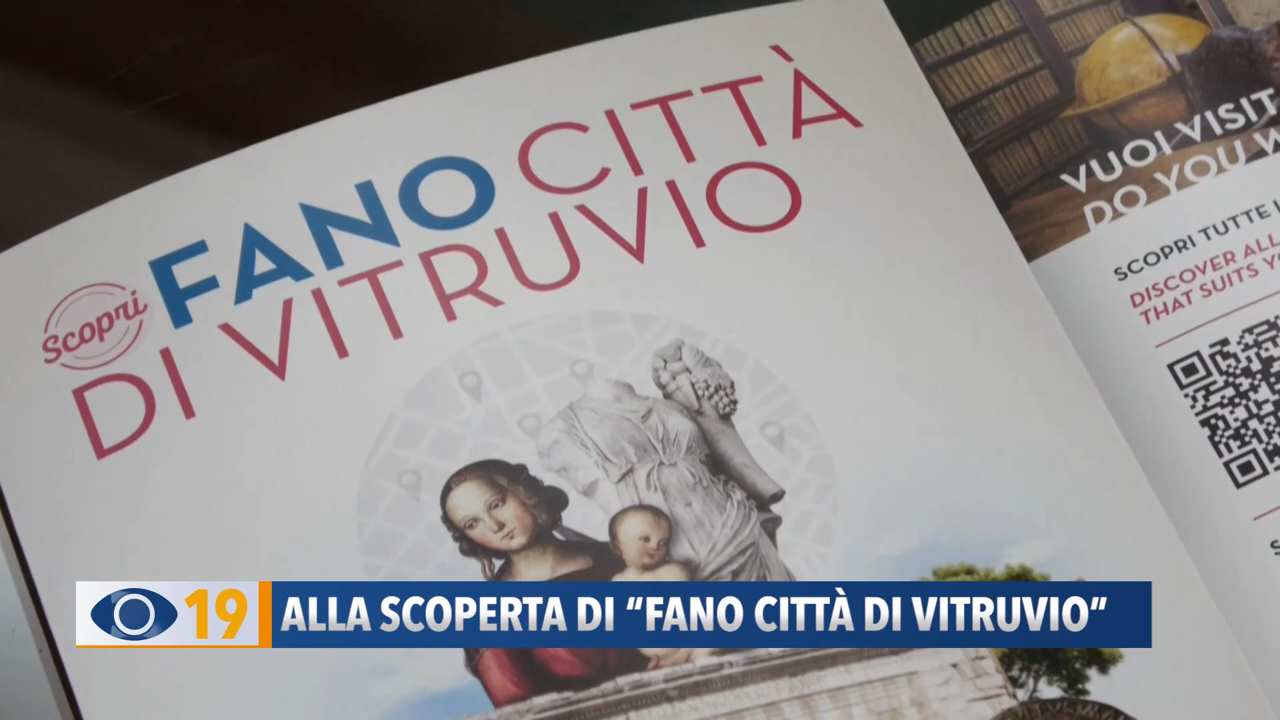 Scopri
FANO CITTÀ
DI VITRUVIO
VUOI VISIT
DO YOU W
SCOPRI TUTTE L
DISCOVER ALL
THAT SUITS YO
19
ALLA SCOPERTA DI “FANO CITTÀ DI VITRUVIO”